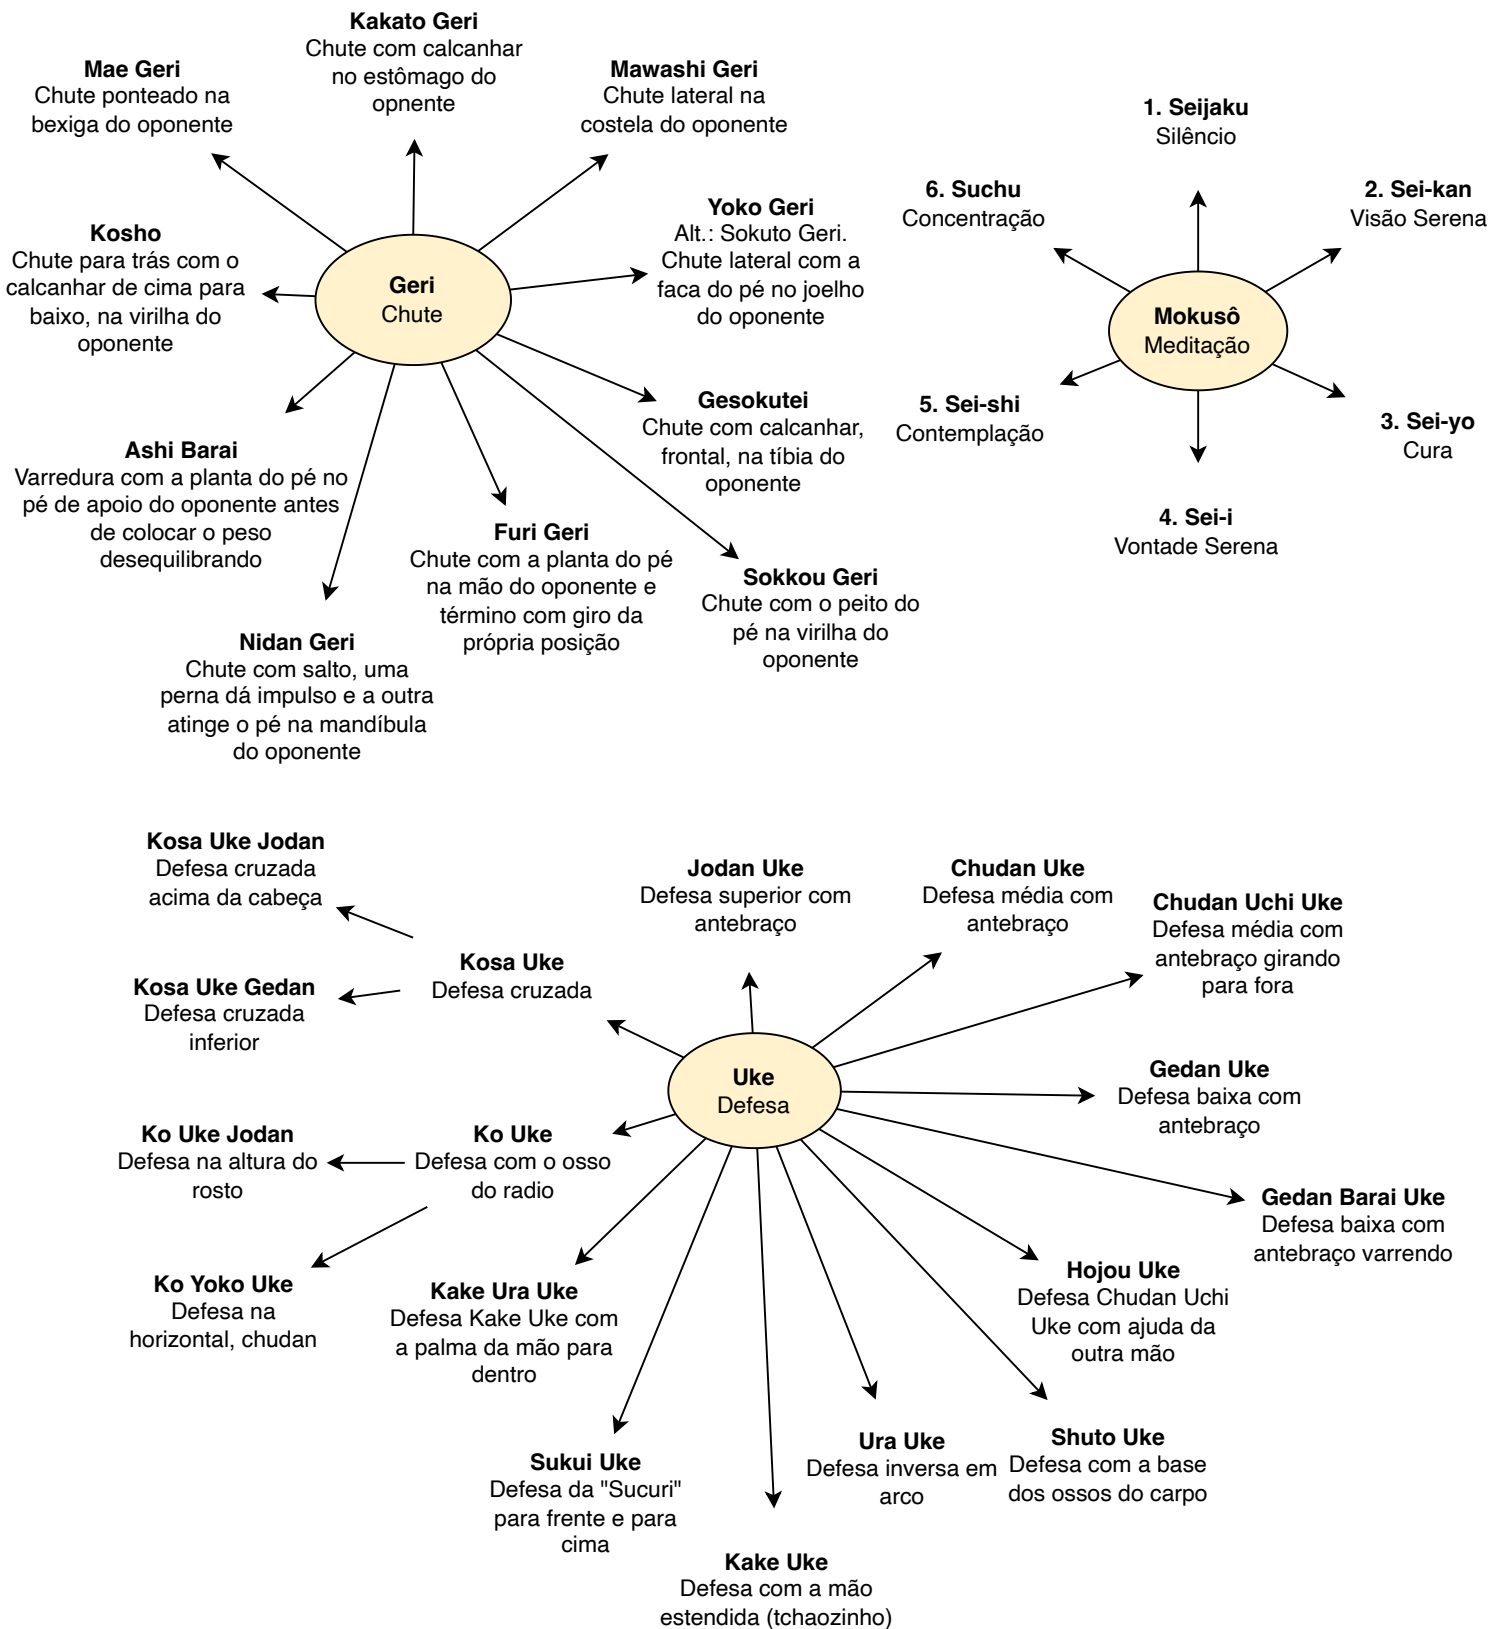 Kakato Geri
Chute com calcanhar
no estômago do
opnente
Mae Geri
Chute ponteado na
bexiga do oponente
Mawashi Geri
Chute lateral na
costela do oponente
Kosho
Chute para trás com o
calcanhar de cima para
baixo, na virilha do
oponente
Geri
Chute
Yoko Geri
Alt.: Sokuto Geri.
Chute lateral com a
faca do pé no joelho
do oponente
Gesokutei
Chute com calcanhar,
frontal, na tíbia do
oponente
Ashi Barai
Varredura com a planta do pé no
pé de apoio do oponente antes
de colocar o peso
desequilibrando
Furi Geri
Chute com a planta do pé
na mão do oponente e
término com giro da
própria posição
Sokkou Geri
Chute com o peito do
pé na virilha do
oponente
Nidan Geri
Chute com salto, uma
perna dá impulso e a outra
atinge o pé na mandíbula
do oponente
1. Seijaku
Silêncio
6. Suchu
Concentração
2. Sei-kan
Visão Serena
Mokusô
Meditação
5. Sei-shi
Contemplação
3. Sei-yo
Cura
4. Sei-i
Vontade Serena
Kosa Uke Jodan
Defesa cruzada
acima da cabeça
Jodan Uke
Defesa superior com
antebraço
Chudan Uke
Defesa média com
antebraço
Chudan Uchi Uke
Defesa média com
antebraço girando
para fora
Kosa Uke
Defesa cruzada
Kosa Uke Gedan
Defesa cruzada
inferior
Uke
Defesa
Gedan Uke
Defesa baixa com
antebraço
Ko Uke Jodan
Defesa na altura do
rosto
Ko Uke
Defesa com o osso
do radio
Gedan Barai Uke
Defesa baixa com
antebraço varrendo
Ko Yoko Uke
Defesa na
horizontal, chudan
Kake Ura Uke
Defesa Kake Uke com
a palma da mão para
dentro
Hojou Uke
Defesa Chudan Uchi
Uke com ajuda da
outra mão
Sukui Uke
Defesa da "Sucuri"
para frente e para
cima
Ura Uke
Defesa inversa em
arco
Shuto Uke
Defesa com a base
dos ossos do carpo
Kake Uke
Defesa com a mão
estendida (tchaozinho)